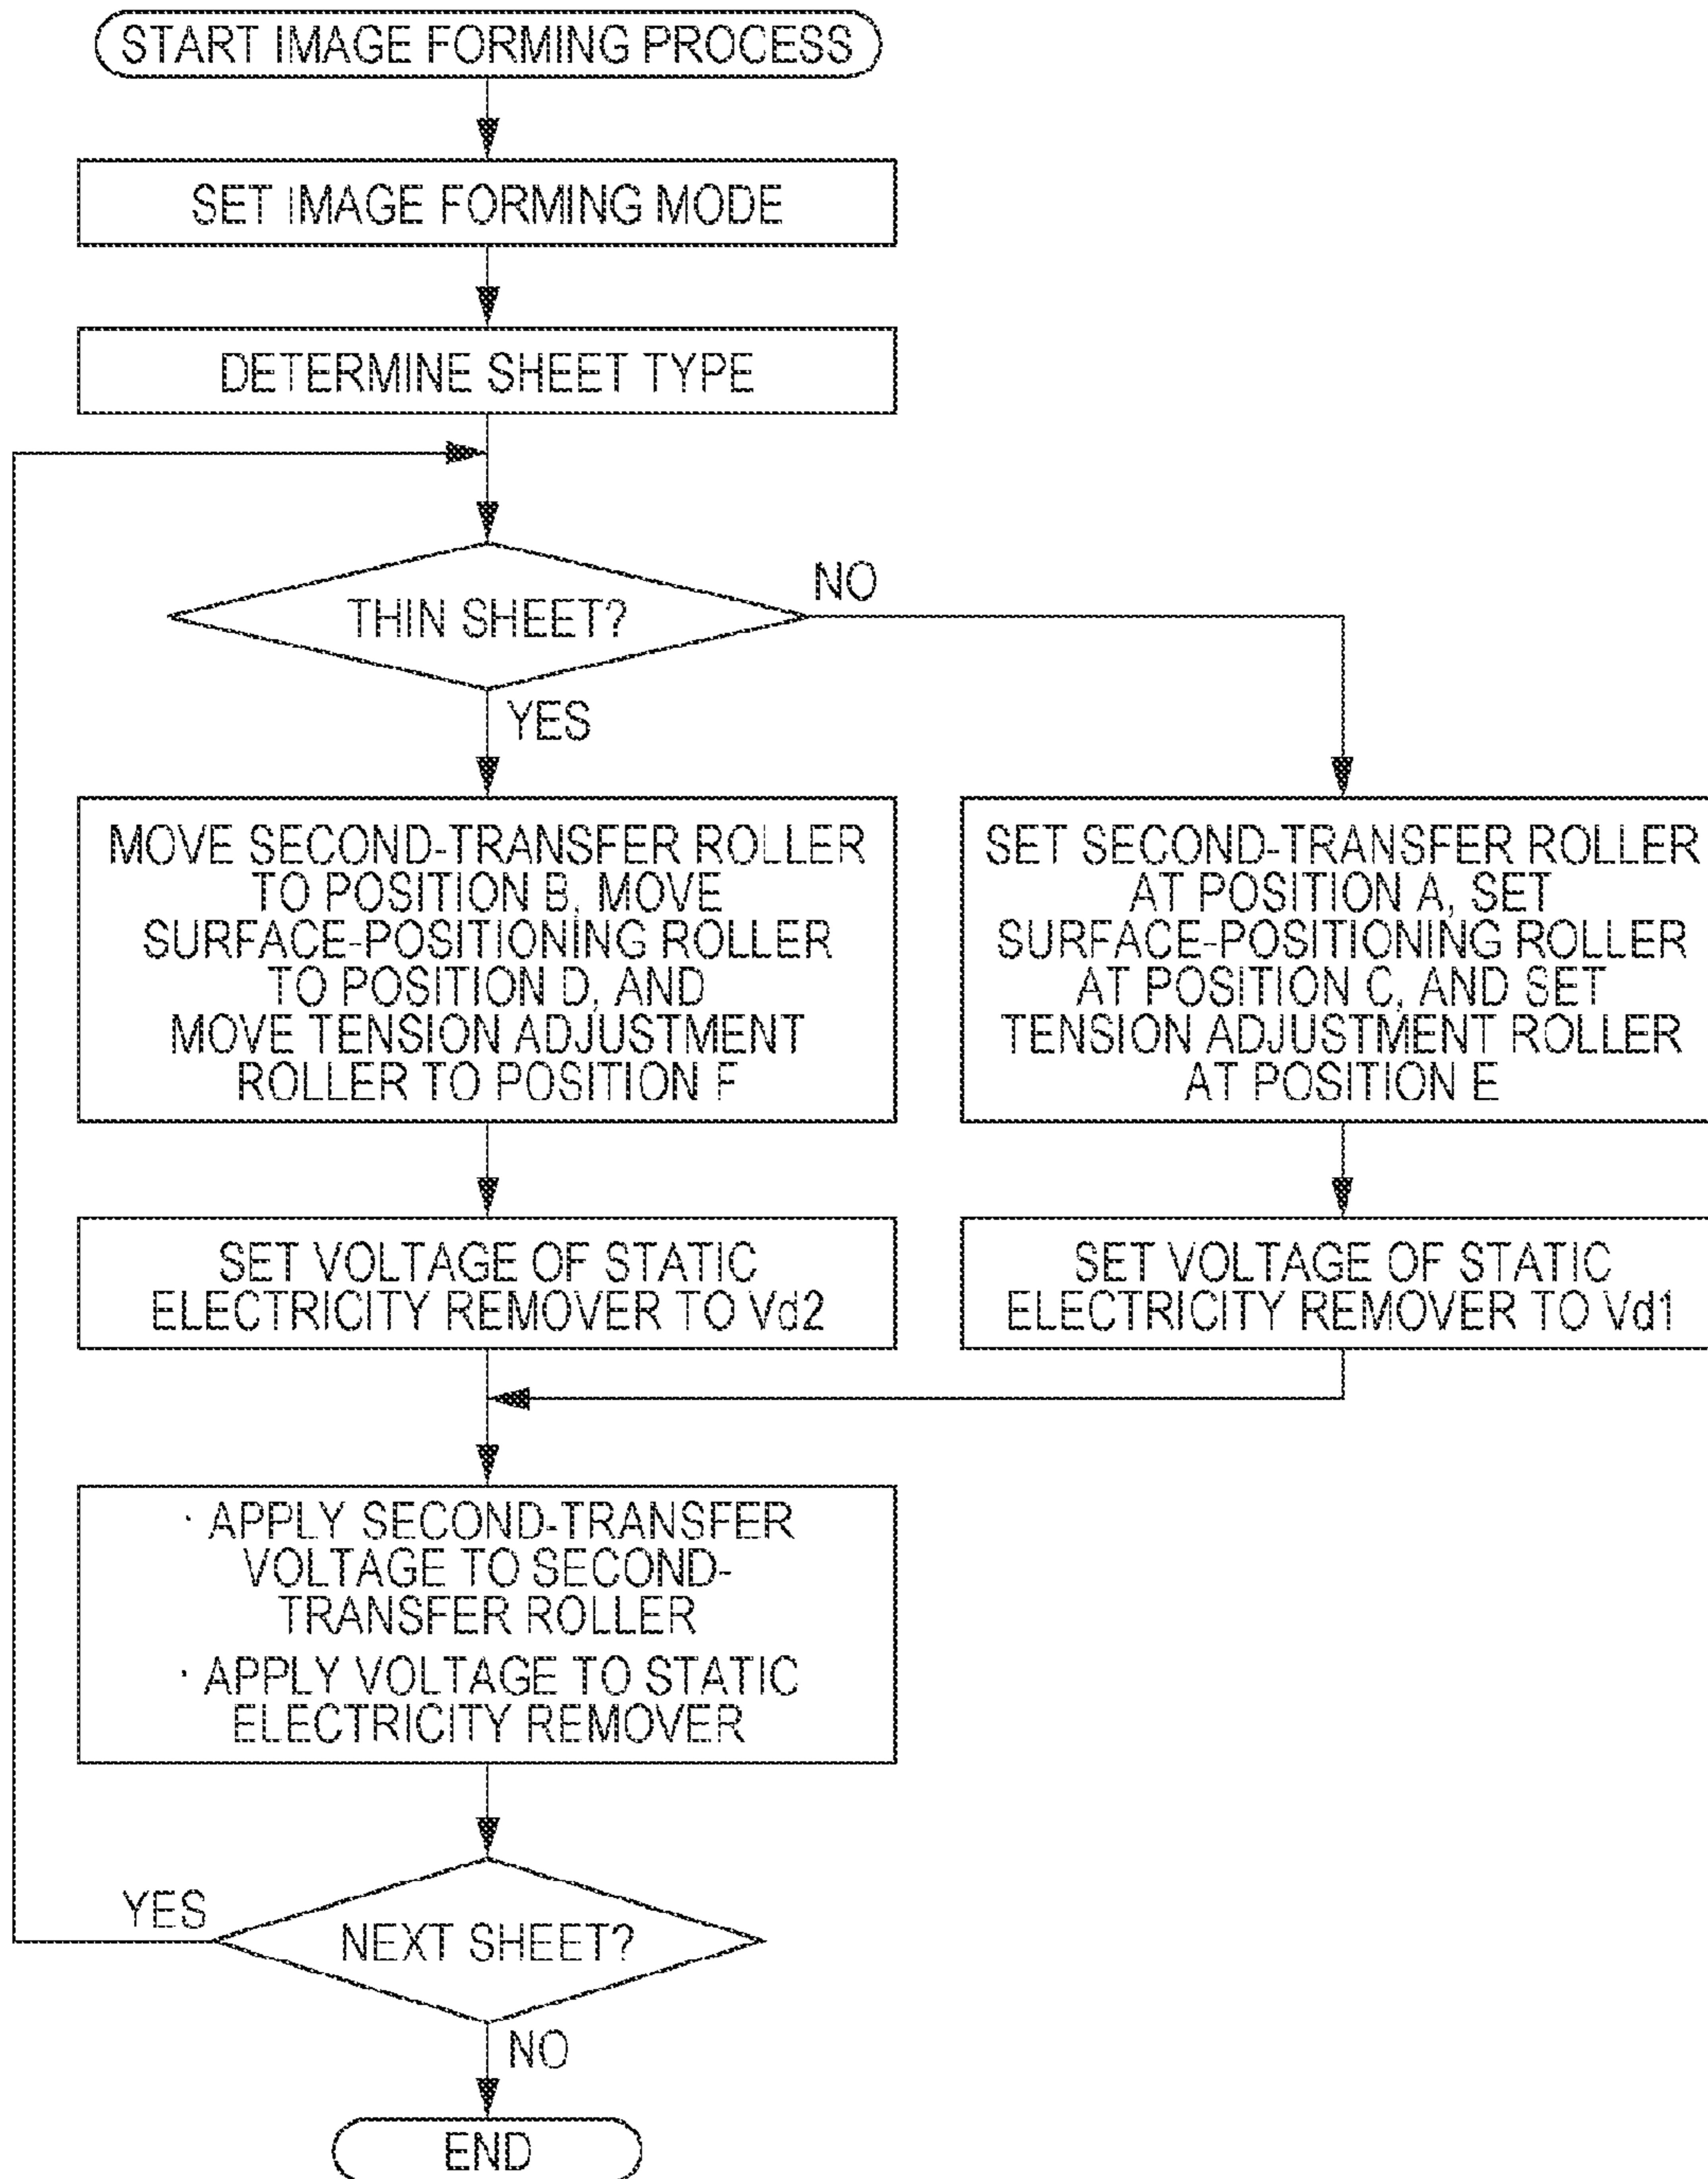 START IMAGE FORMING PROCESS
SET IMAGE FORMING MODE
DETERMINE SHEET TYPE
THIN SHEET?
NO
YES
MOVE SECOND-TRANSFER ROLLER
TO POSITION B, MOVE
SURFACE-POSITIONING ROLLER
TO POSITION D, AND
MOVE TENSION ADJUSTMENT
ROLLER TO POSITION F
SET SECOND-TRANSFER ROLLER
AT POSITION A, SET
SURFACE-POSITIONING ROLLER
AT POSITION C, AND SET
TENSION ADJUSTMENT ROLLER
AT POSITION E
SET VOLTAGE OF STATIC
ELECTRICITY REMOVER TO Vd2
SET VOLTAGE OF STATIC
ELECTRICITY REMOVER TO Vd1
· APPLY SECOND-TRANSFER
VOLTAGE TO SECOND-
TRANSFER ROLLER
· APPLY VOLTAGE TO STATIC
ELECTRICITY REMOVER
YES
NEXT SHEET?
NO
END